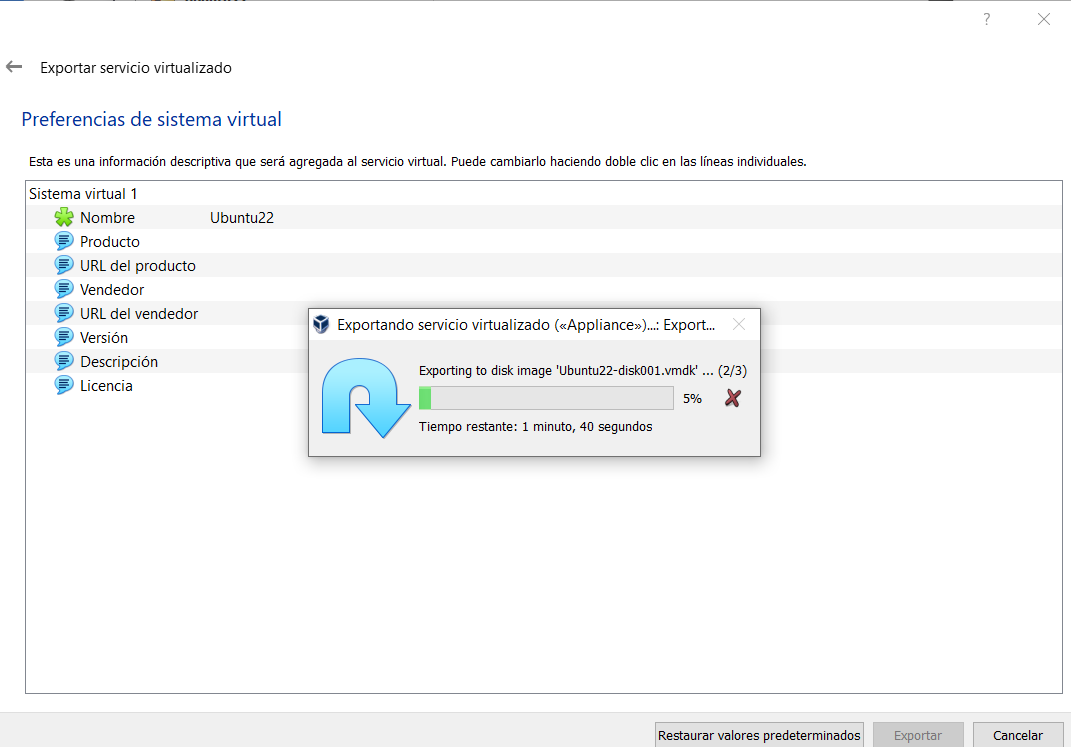 ?
Exportar servicio virtualizado
Preferencias de sistema virtual
Esta es una información descriptiva que será agregada al servicio virtual. Puede cambiarlo haciendo doble clic en las líneas individuales.
Sistema virtual 1
Nombre Ubuntu22
Producto
URL del producto
Vendedor
URL del vendedor
Versión
Descripción
Licencia
Exportando servicio virtualizado («Appliance»)...: Export...
Exporting to disk image 'Ubuntu22-disk001.vmdk' ... (2/3)
5%
Tiempo restante: 1 minuto, 40 segundos
Restaurar valores predeterminados Exportar Cancelar